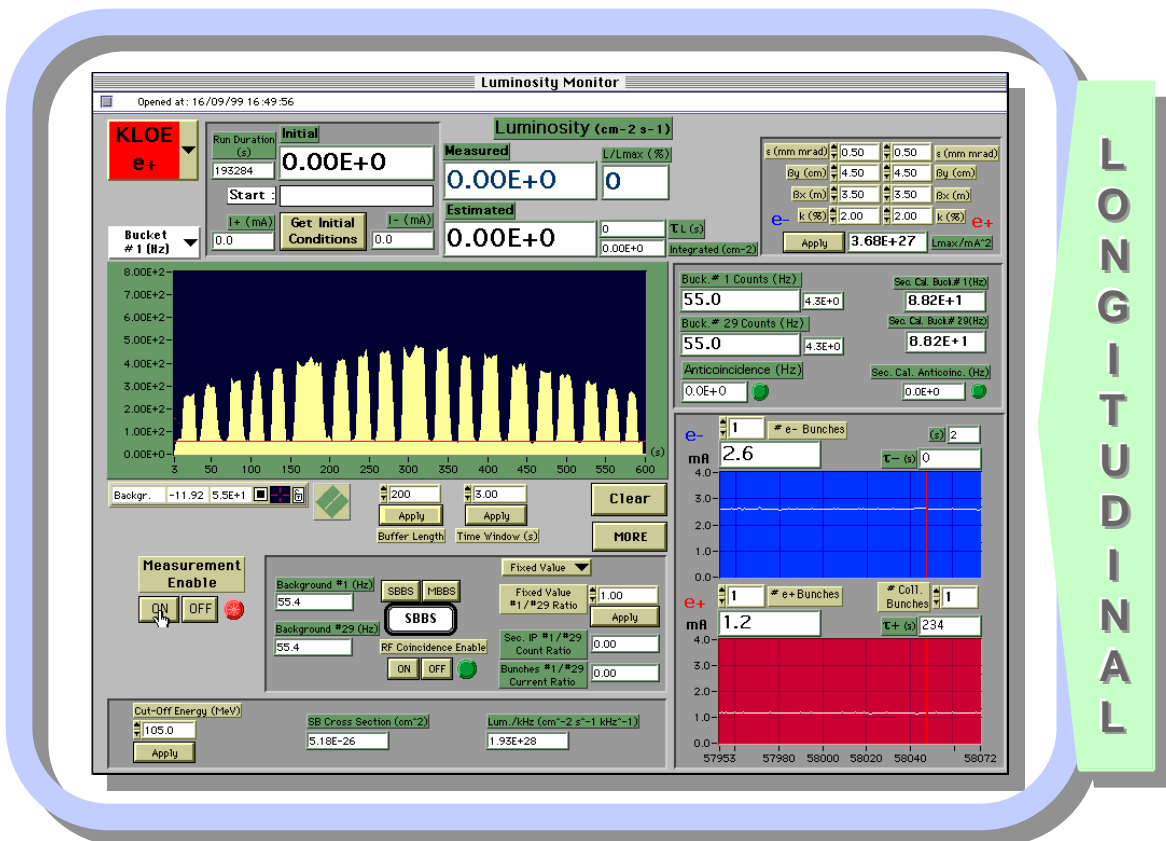 Luminosity Monitor
Opened at: 16/09/99 16:49:56
KLOE
e+
Run Duration
(s)
193284
Initial
0.00E+0
Start :
I+ (mA)
0.0
Get Initial
Conditions
I- (mA)
0.0
Bucket
# 1 (Hz)
Luminosity (cm-2 s-1)
Measured
0.00E+0
L/Lmax (%)
0
Estimated
0.00E+0
0
τL (s)
0.00E+0
Integrated (cm-2)
ε (mm mrad) 0.50 0.50 ε (mm mrad)
βy (cm) 4.50 4.50 βy (cm)
βx (m) 3.50 3.50 βx (m)
e- k (%) 2.00 2.00 k (%) e+
Apply 3.68E+27 Lmax/mA^2
8.00E+2
7.00E+2
6.00E+2
5.00E+2
4.00E+2
3.00E+2
2.00E+2
1.00E+2
0.00E+2
3 50 100 150 200 250 300 350 400 450 500 550 600
(s)
Buck.# 1 Counts (Hz)
55.0 4.3E+0
Sec. Cal. Buck.# 1(Hz)
8.82E+1
Buck.# 29 Counts (Hz)
55.0 4.3E+0
Sec. Cal. Buck.# 29(Hz)
8.82E+1
Anticoincidence (Hz)
0.0E+0
Sec. Cal. Anticoinc. (Hz)
0.0E+0
Backgr. -11.92 5.5E+1
200
Apply
Buffer Length
3.00
Apply
Time Window (s)
Clear
MORE
e-
mA
1 # e- Bunches
2.6
(s) 2
τ- (s) 0
4.0
3.0
2.0
1.0
0.0
e+
mA
1 # e+Bunches
1.2
# Coll.
Bunches 1
τ+ (s) 234
4.0
3.0
2.0
1.0
0.0
57953 57980 58000 58020 58040 58072
Measurement
Enable
ON OFF
Background #1 (Hz)
55.4
Background #29 (Hz)
55.4
SBBS MBBS
SBBS
RF Coincidence Enable
ON OFF
Fixed Value
Fixed Value
#1/#29 Ratio
1.00
Apply
Sec. IP #1/#29
Count Ratio
0.00
Bunches #1/#29
Current Ratio
0.00
Cut-Off Energy (MeV)
105.0
Apply
SB Cross Section (cm^2)
5.18E-26
Lum./kHz (cm^-2 s^-1 kHz^-1)
1.93E+28
LONGITUDINAL